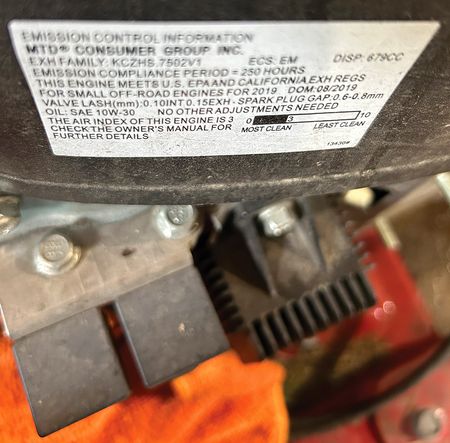 EMISSION CONTROL INFORMATION
MTD® CONSUMER GROUP INC.
EXH FAMILY: KCZHS.7502V1 ECS: EM DISP: 679CC
EMISSION COMPLIANCE PERIOD = 250 HOURS
THIS ENGINE MEETS U.S. EPA AND CALIFORNIA EXH REGS
FOR SMALL OFF-ROAD ENGINES FOR 2019 DOM: 08/2019
VALVE LASH(mm): 0.10INT 0.15EXH - SPARK PLUG GAP: 0.6-0.8mm
OIL: SAE 10W-30 NO OTHER ADJUSTMENTS NEEDED
THE AIR INDEX OF THIS ENGINE IS 3 0 3 10
CHECK THE OWNER'S MANUAL FOR MOST CLEAN LEAST CLEAN
FURTHER DETAILS